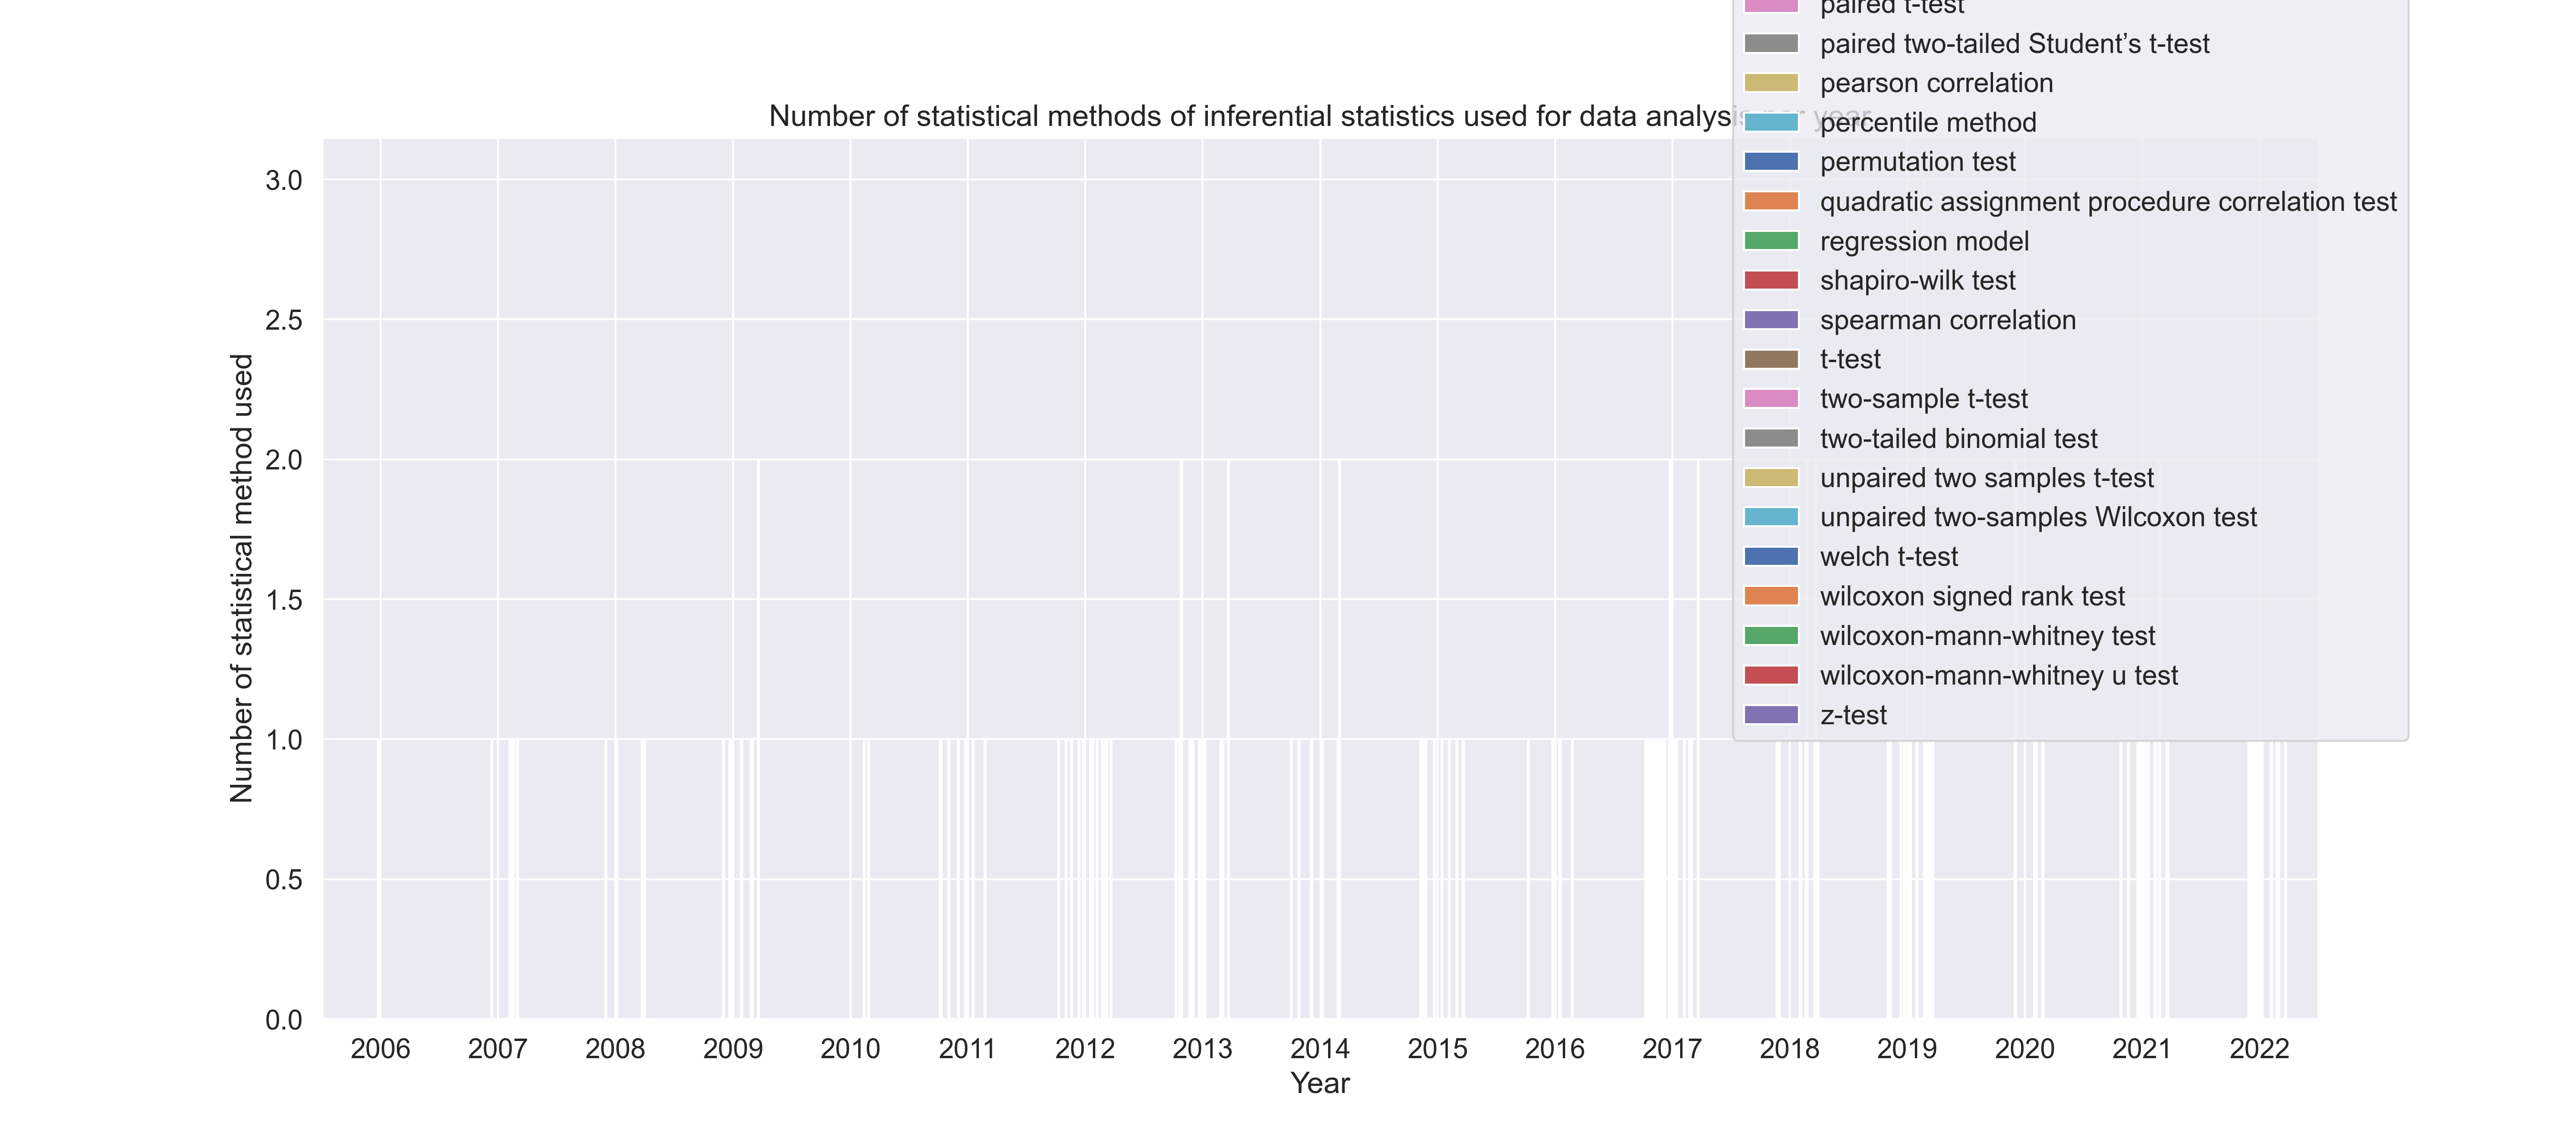 paired t-test
paired two-tailed Student’s t-test
pearson correlation
Number of statistical methods of inferential statistics used for data analysis per year
percentile method
permutation test
quadratic assignment procedure correlation test
regression model
shapiro-wilk test
spearman correlation
t-test
two-sample t-test
two-tailed binomial test
unpaired two samples t-test
unpaired two-samples Wilcoxon test
welch t-test
wilcoxon signed rank test
wilcoxon-mann-whitney test
wilcoxon-mann-whitney u test
z-test
Number of statistical method used
3.0
2.5
2.0
1.5
1.0
0.5
0.0
2006 2007 2008 2009 2010 2011 2012 2013 2014 2015 2016 2017 2018 2019 2020 2021 2022
Year